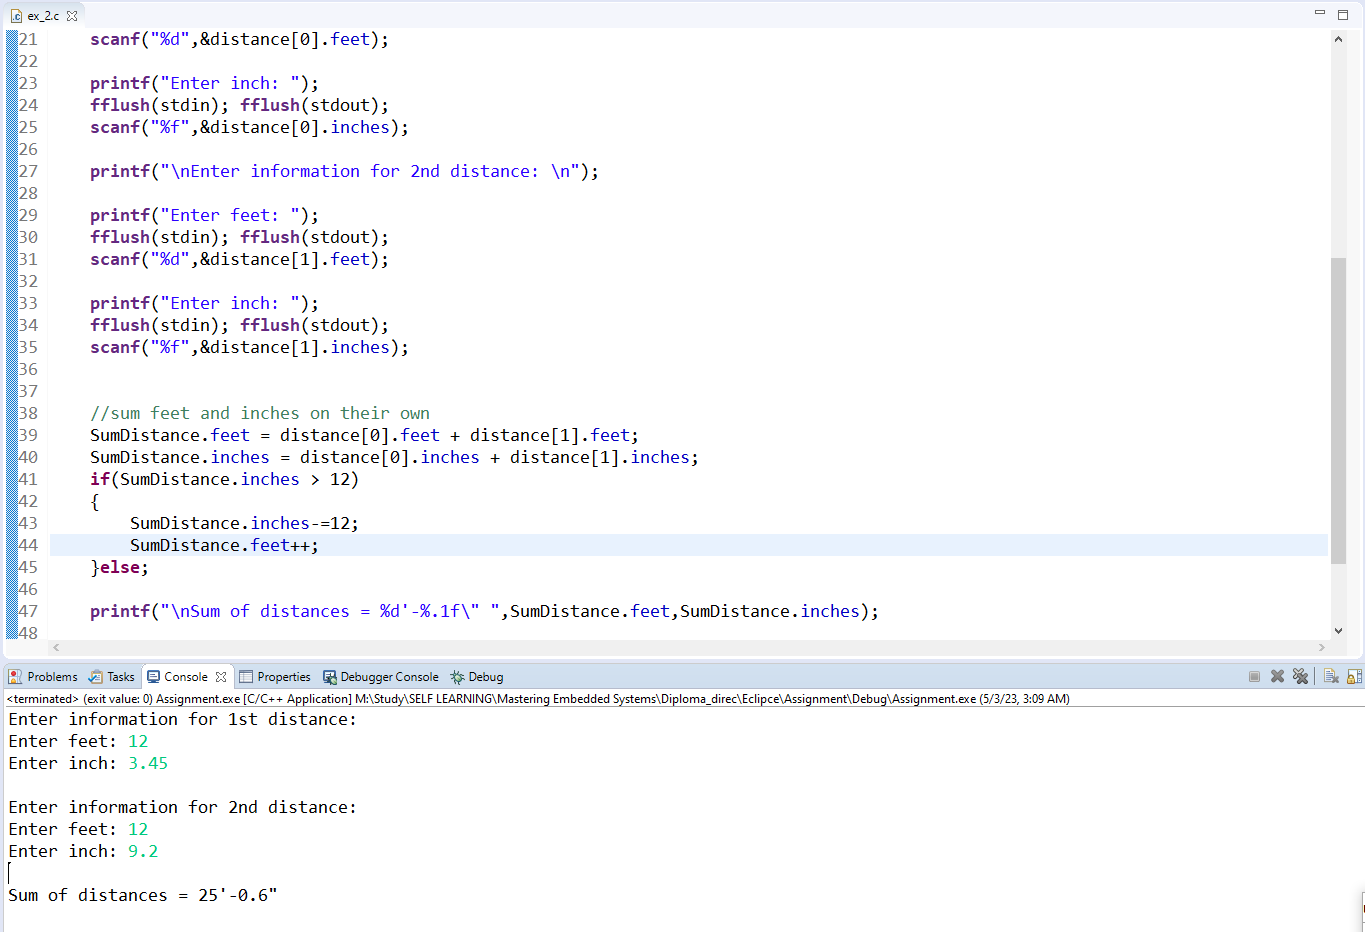 ex_2.c
21 scanf("%d",&distance[0].feet);
22
23 printf("Enter inch: ");
24 fflush(stdin); fflush(stdout);
25 scanf("%f",&distance[0].inches);
26
27 printf("\nEnter information for 2nd distance: \n");
28
29 printf("Enter feet: ");
30 fflush(stdin); fflush(stdout);
31 scanf("%d",&distance[1].feet);
32
33 printf("Enter inch: ");
34 fflush(stdin); fflush(stdout);
35 scanf("%f",&distance[1].inches);
36
37
38 //sum feet and inches on their own
39 SumDistance.feet = distance[0].feet + distance[1].feet;
40 SumDistance.inches = distance[0].inches + distance[1].inches;
41 if(SumDistance.inches > 12)
42 {
43 SumDistance.inches-=12;
44 SumDistance.feet++;
45 }else;
46
47 printf("\nSum of distances = %d'-%.1f\" ",SumDistance.feet,SumDistance.inches);
48
Problems Tasks Console Properties Debugger Console Debug
<terminated> (exit value: 0) Assignment.exe [C/C++ Application] M:\Study\SELF LEARNING\Mastering Embedded Systems\Diploma_direc\Eclipce\Assignment\Debug\Assignment.exe (5/3/23, 3:09 AM)
Enter information for 1st distance:
Enter feet: 12
Enter inch: 3.45
Enter information for 2nd distance:
Enter feet: 12
Enter inch: 9.2
Sum of distances = 25'-0.6"